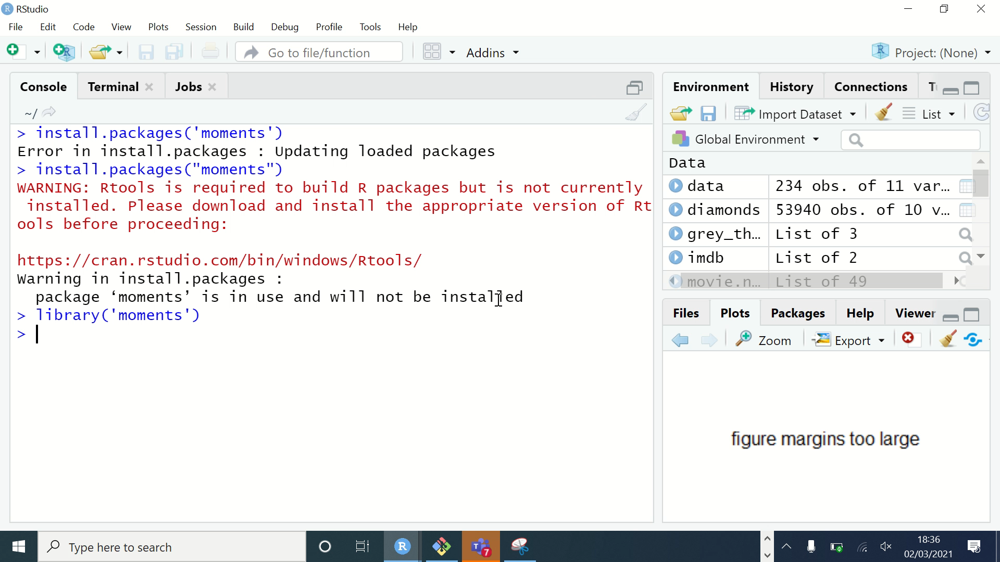 RStudio
File Edit Code View Plots Session Build Debug Profile Tools Help
Go to file/function Addins Project: (None)
Console Terminal Jobs
~/
> install.packages('moments')
Error in install.packages : Updating loaded packages
> install.packages("moments")
WARNING: Rtools is required to build R packages but is not currently
installed. Please download and install the appropriate version of Rt
ools before proceeding:
https://cran.rstudio.com/bin/windows/Rtools/
Warning in install.packages :
package ‘moments’ is in use and will not be installed
> library('moments')
>
Environment History Connections
Import Dataset List
Global Environment
Data
data 234 obs. of 11 var…
diamonds 53940 obs. of 10 v…
grey_th… List of 3
imdb List of 2
movie.n… List of 49
Files Plots Packages Help Viewer
Zoom Export
figure margins too large
Type here to search
R
T 7
18:36
02/03/2021